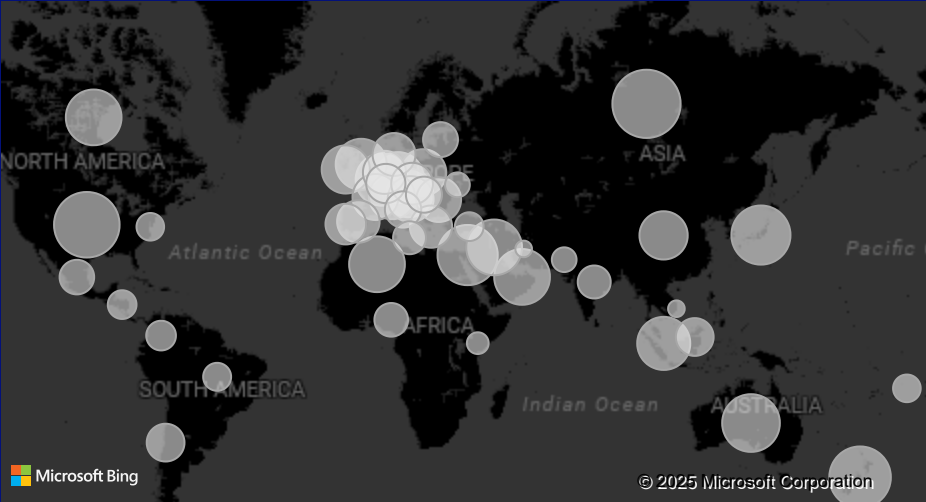 NORTH AMERICA
ASIA
Atlantic Ocean
Pacific
AFRICA
SOUTH AMERICA
Indian Ocean
AUSTRALIA
Microsoft Bing
© 2025 Microsoft Corporation